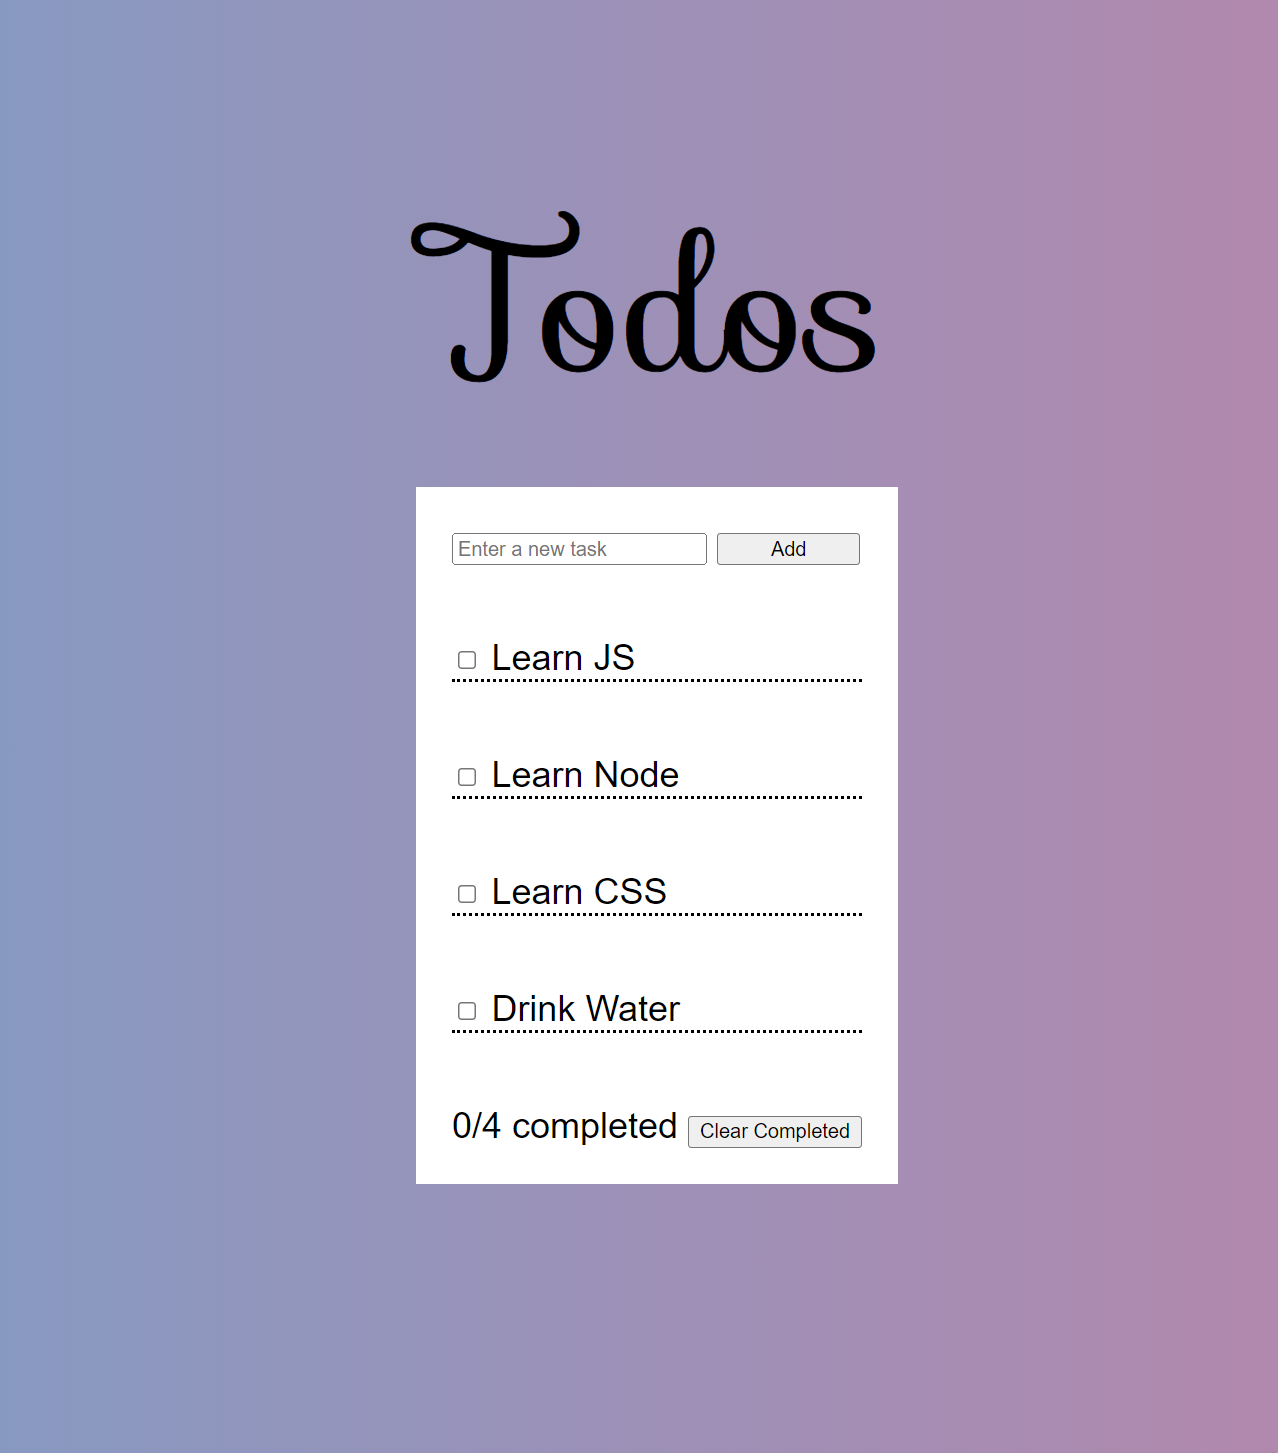 Todos
Enter a new task Add
Learn JS
Learn Node
Learn CSS
Drink Water
0/4 completed Clear Completed